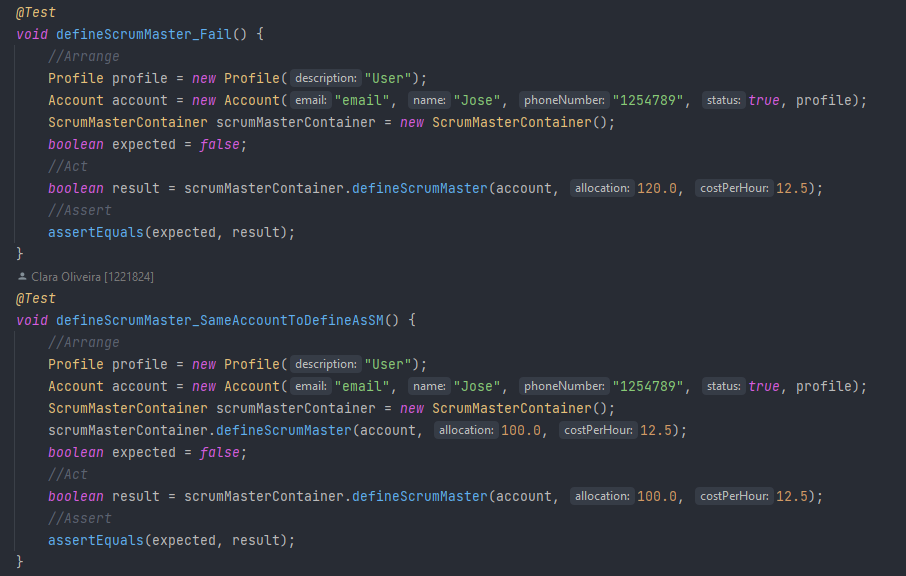 @Test
void defineScrumMaster_Fail() {
//Arrange
Profile profile = new Profile( description: "User");
Account account = new Account( email: "email", name: "Jose", phoneNumber: "1254789", status: true, profile);
ScrumMasterContainer scrumMasterContainer = new ScrumMasterContainer();
boolean expected = false;
//Act
boolean result = scrumMasterContainer.defineScrumMaster(account, allocation: 120.0, costPerHour: 12.5);
//Assert
assertEquals(expected, result);
}
Clara Oliveira [1221824]
@Test
void defineScrumMaster_SameAccountToDefineAsSM() {
//Arrange
Profile profile = new Profile( description: "User");
Account account = new Account( email: "email", name: "Jose", phoneNumber: "1254789", status: true, profile);
ScrumMasterContainer scrumMasterContainer = new ScrumMasterContainer();
scrumMasterContainer.defineScrumMaster(account, allocation: 100.0, costPerHour: 12.5);
boolean expected = false;
//Act
boolean result = scrumMasterContainer.defineScrumMaster(account, allocation: 100.0, costPerHour: 12.5);
//Assert
assertEquals(expected, result);
}